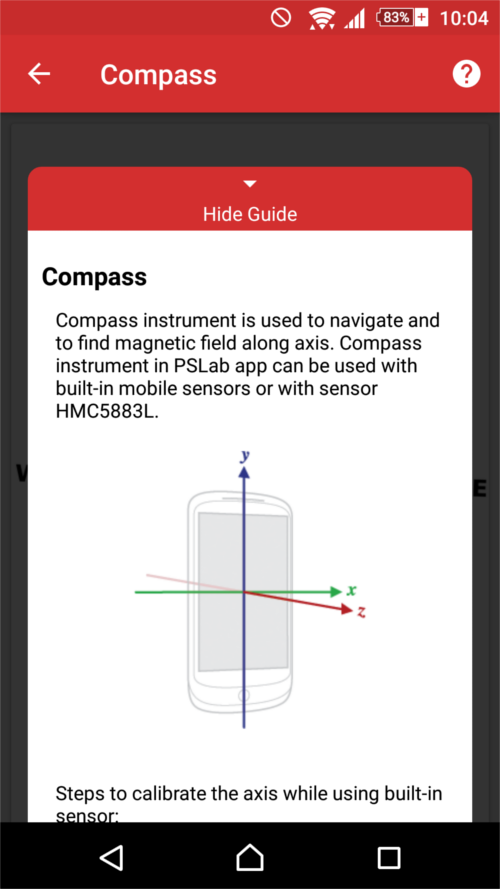 83% 10:04
Compass
?
Hide Guide
Compass
Compass instrument is used to navigate and
to find magnetic field along axis. Compass
instrument in PSLab app can be used with
built-in mobile sensors or with sensor
HMC5883L.
y
E
x
z
Steps to calibrate the axis while using built-in
sensor: